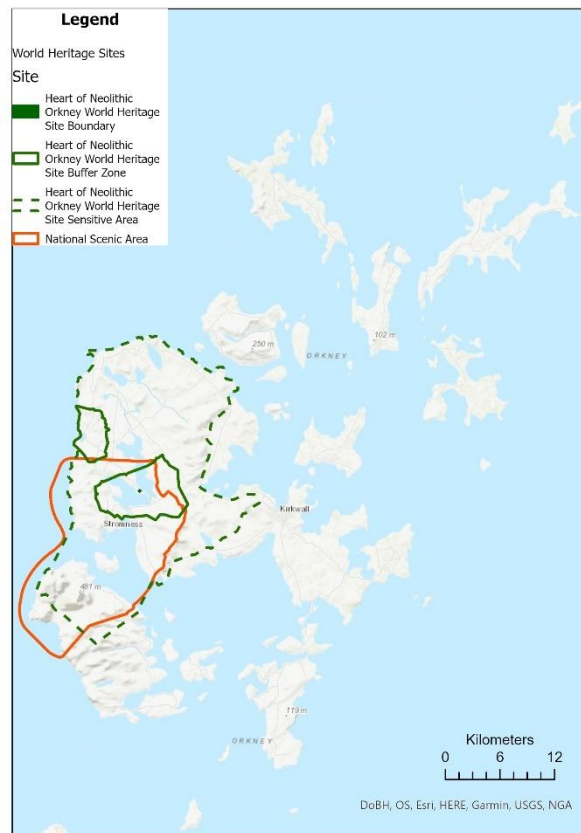 Legend
World Heritage Sites
Site
Heart of Neolithic
Orkney World Heritage
Site Boundary
Heart of Neolithic
Orkney World Heritage
Site Buffer Zone
Heart of Neolithic
Orkney World Heritage
Site Sensitive Area
National Scenic Area
250 m
ORKNEY
102 m
Kirkwall
Stromness
481 m
119 m
ORKNEY
Kilometers
0 6 12
DoBH, OS, Esri, HERE, Garmin, USGS, NGA